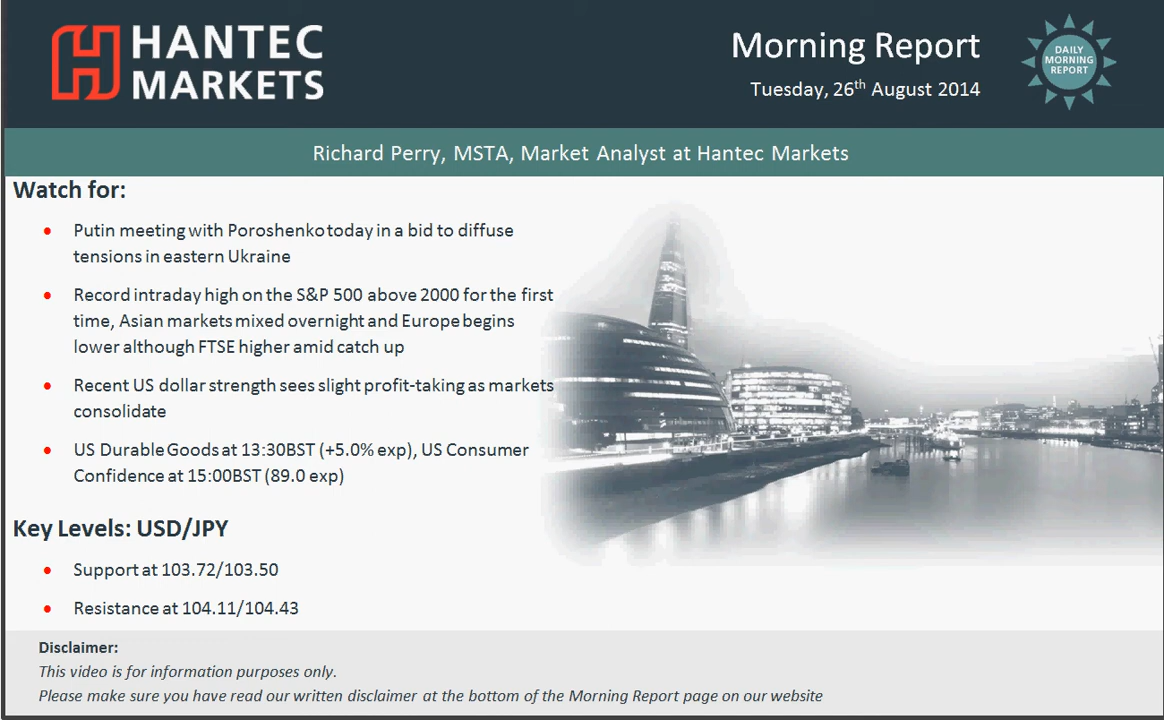 HANTEC
MARKETS
Morning Report
Tuesday, 26th August 2014
DAILY
MORNING
REPORT
Richard Perry, MSTA, Market Analyst at Hantec Markets
Watch for:
Putin meeting with Poroshenko today in a bid to diffuse
tensions in eastern Ukraine
Record intraday high on the S&P 500 above 2000 for the first
time, Asian markets mixed overnight and Europe begins
lower although FTSE higher amid catch up
Recent US dollar strength sees slight profit-taking as markets
consolidate
US Durable Goods at 13:30BST (+5.0% exp), US Consumer
Confidence at 15:00BST (89.0 exp)
Key Levels: USD/JPY
Support at 103.72/103.50
Resistance at 104.11/104.43
Disclaimer:
This video is for information purposes only.
Please make sure you have read our written disclaimer at the bottom of the Morning Report page on our website